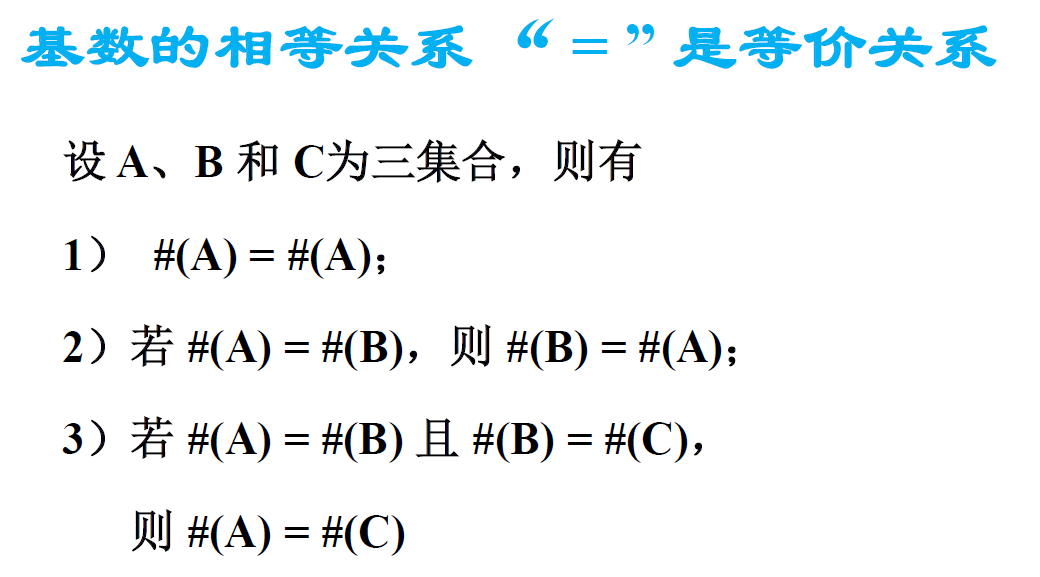 基数的相等关系 “=”是等价关系
设 A、B 和 C为三集合，则有
1） #(A) = #(A)；
2）若 #(A) = #(B)，则 #(B) = #(A)；
3）若 #(A) = #(B) 且 #(B) = #(C)，
则 #(A) = #(C)